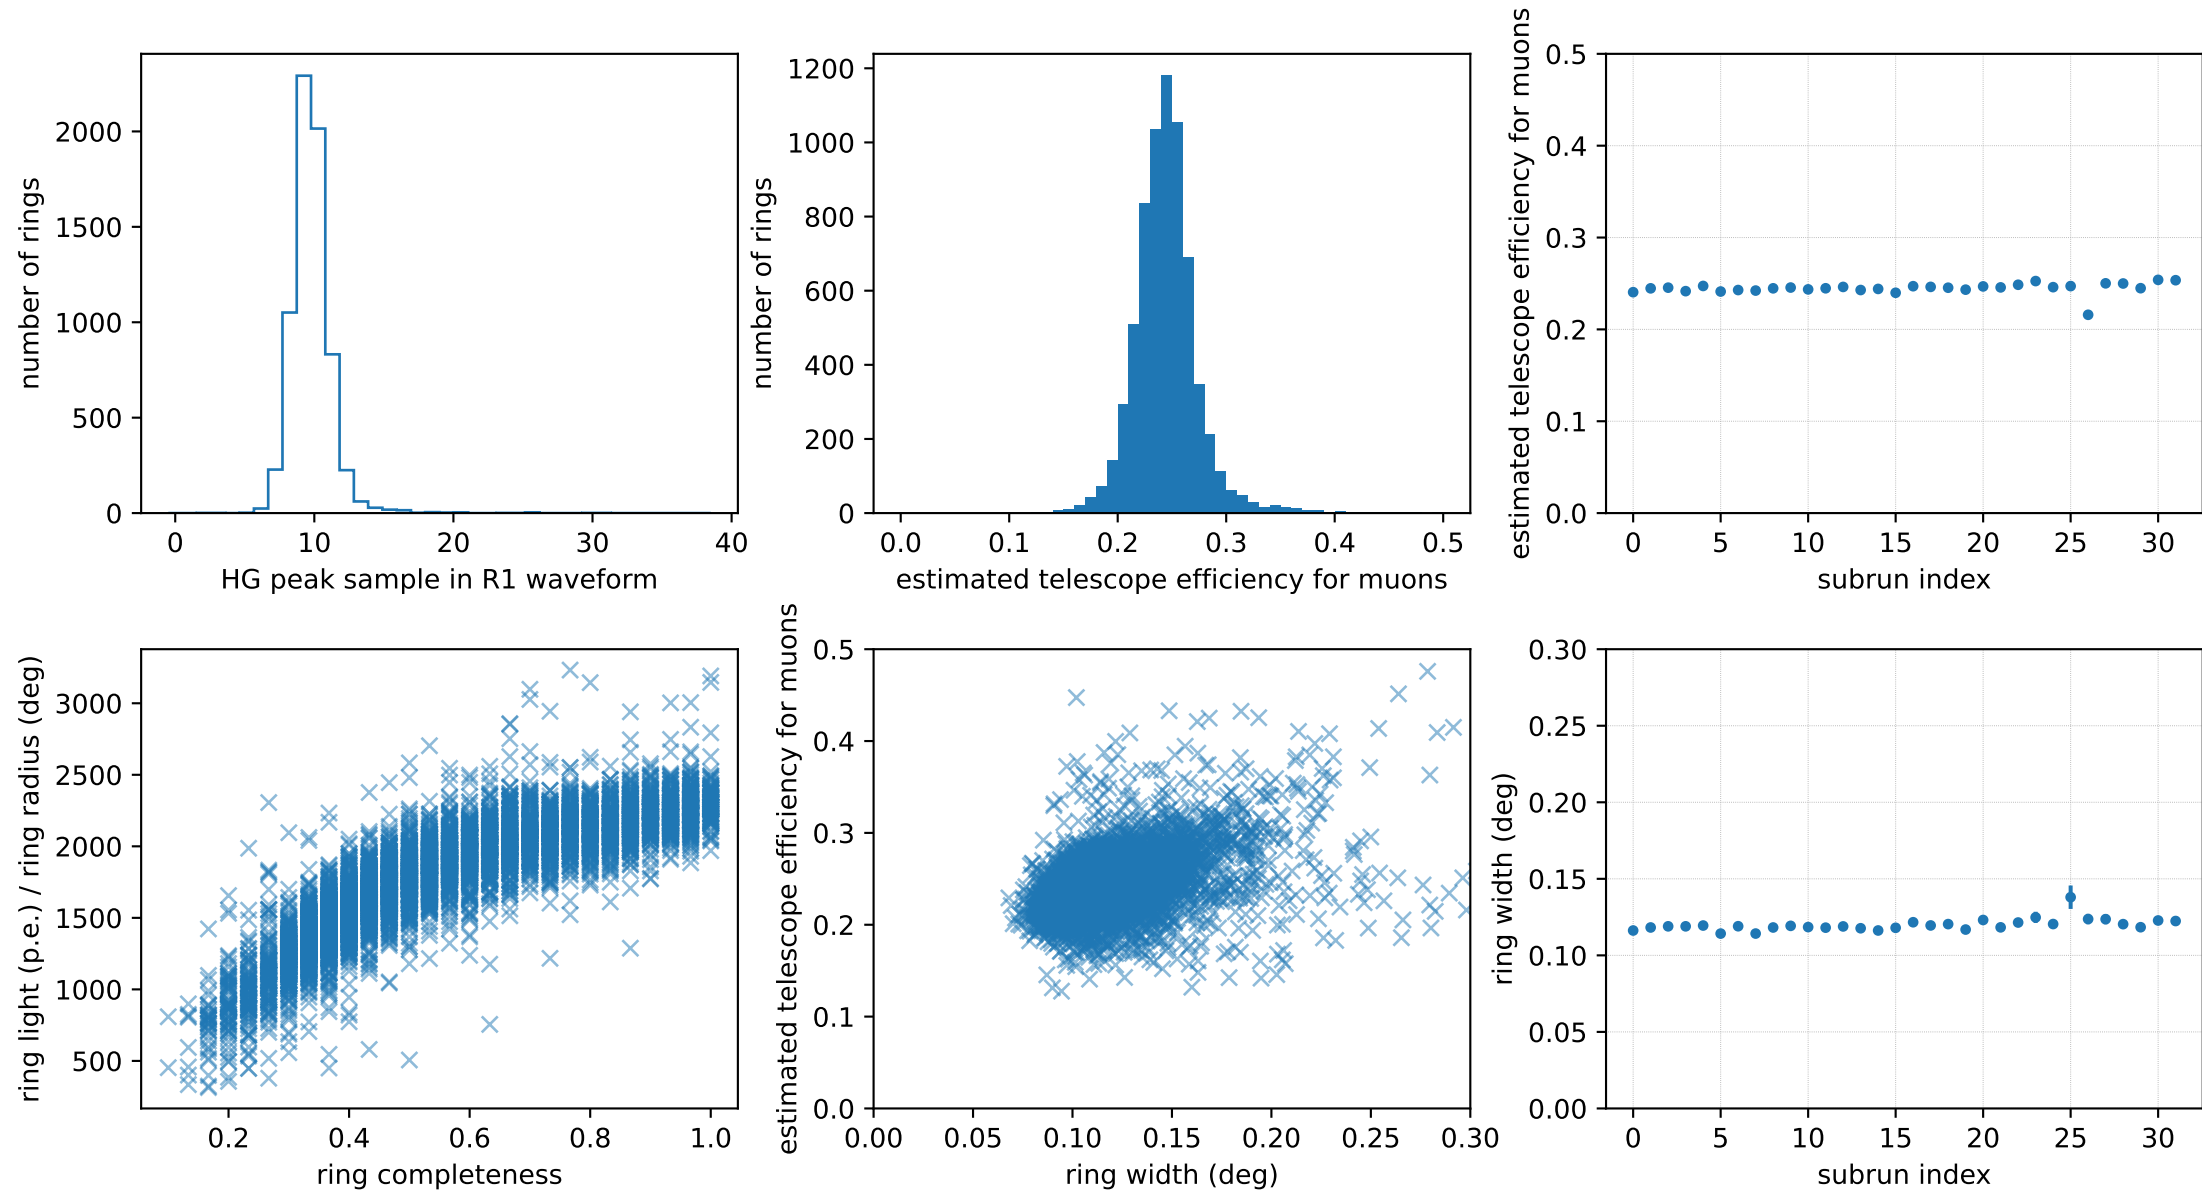 2000
1500
1000
500
0
number of rings
0 10 20 30 40
HG peak sample in R1 waveform
1200
1000
800
600
400
200
0
number of rings
0.0 0.1 0.2 0.3 0.4 0.5
estimated telescope efficiency for muons
0.5
0.4
0.3
0.2
0.1
0.0
estimated telescope efficiency for muons
0 5 10 15 20 25 30
subrun index
3000
2500
2000
1500
1000
500
ring light (p.e.) / ring radius (deg)
0.2 0.4 0.6 0.8 1.0
ring completeness
0.5
0.4
0.3
0.2
0.1
0.0
estimated telescope efficiency for muons
0.00 0.05 0.10 0.15 0.20 0.25 0.30
ring width (deg)
0.30
0.25
0.20
0.15
0.10
0.05
0.00
ring width (deg)
0 5 10 15 20 25 30
subrun index